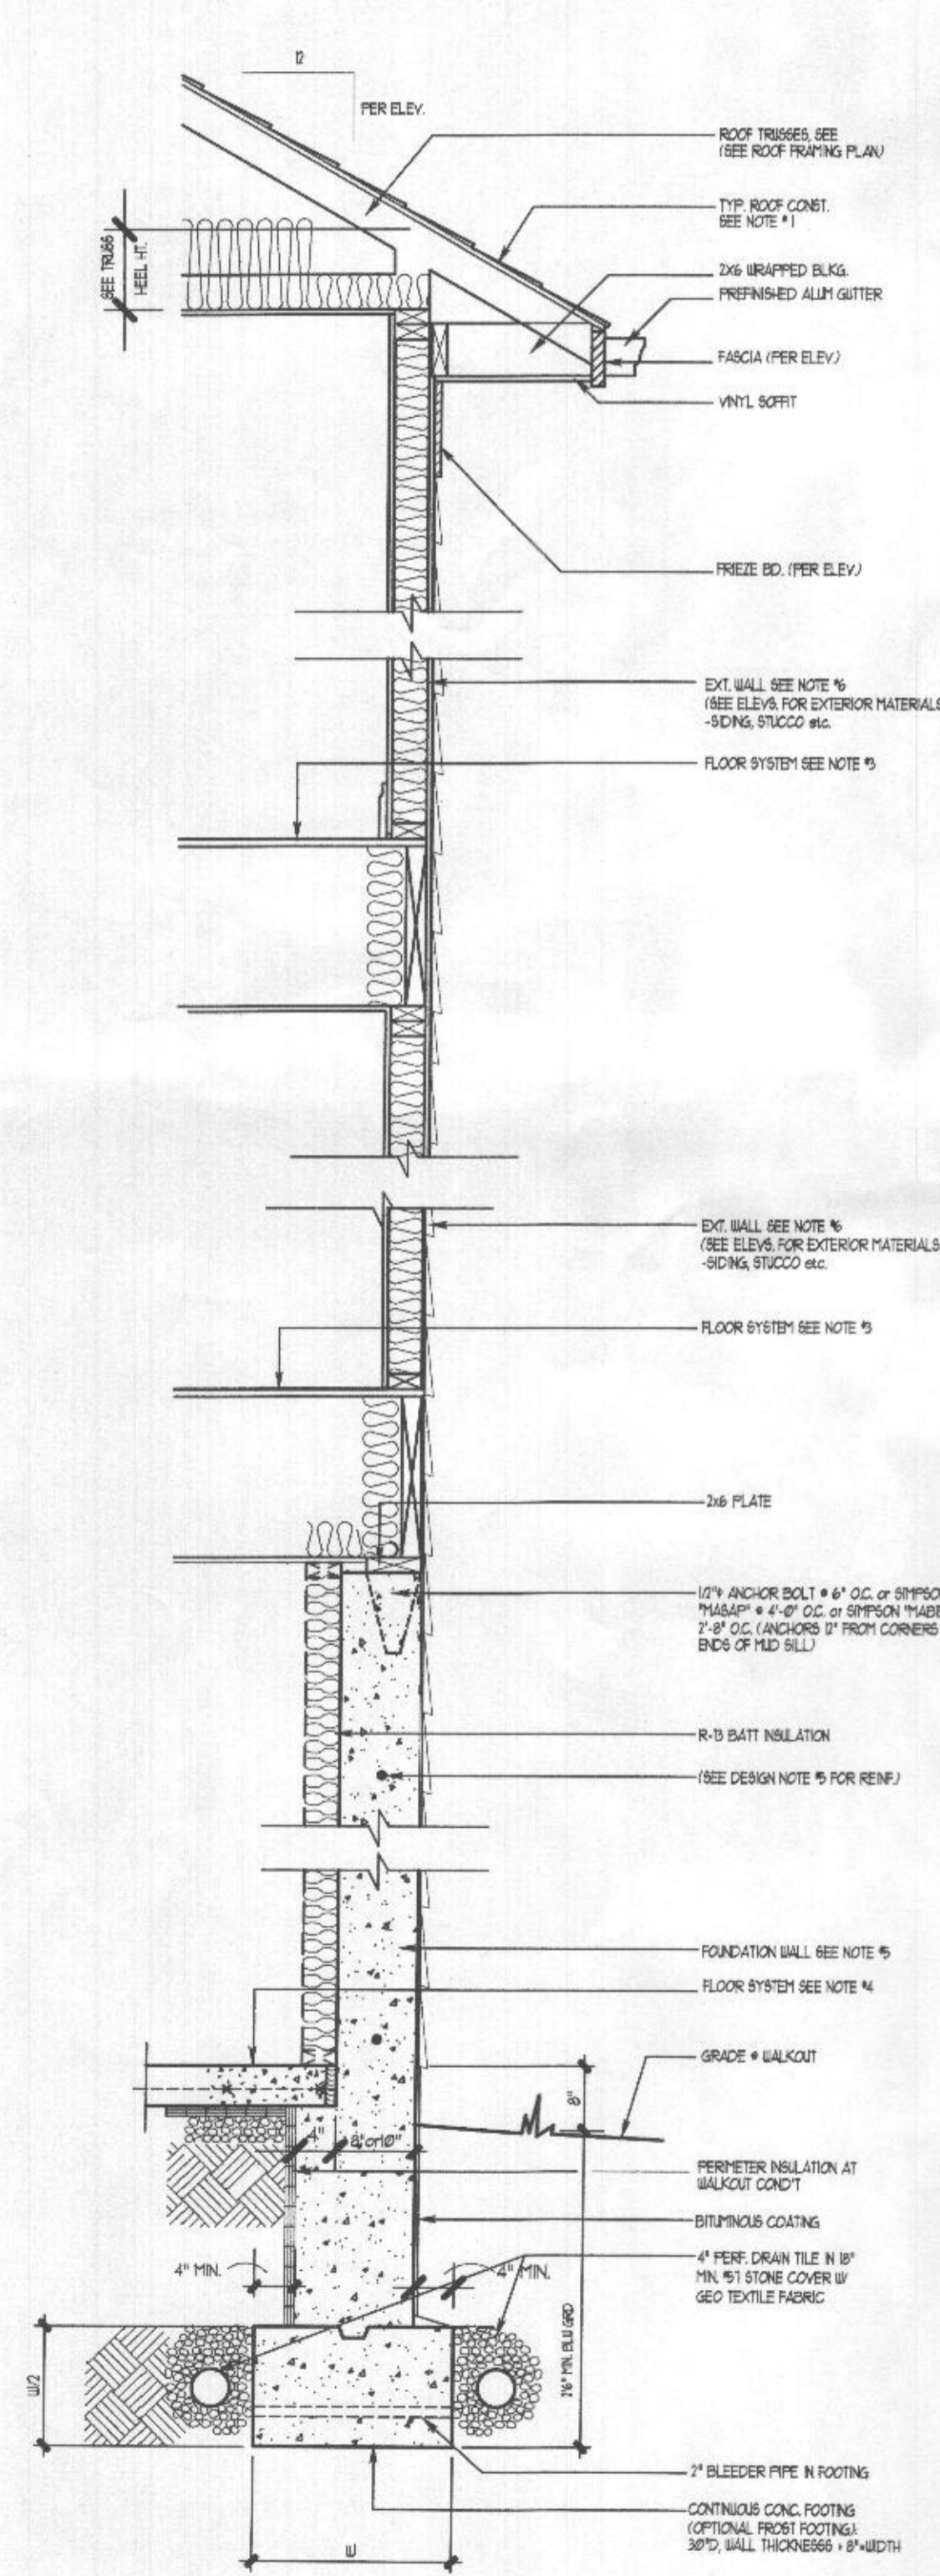 12
PER ELEV.
ROOF TRUSSES, SEE
(SEE ROOF FRAMING PLAN)
TYP. ROOF CONST.
SEE NOTE #1
SEE TRUSS
HEEL HT.
2X6 WRAPPED BLKG.
PREFINISHED ALUM GUTTER
FASCIA (PER ELEV.)
VINYL SOFFIT
FRIEZE BD. (PER ELEV.)
EXT. WALL SEE NOTE #6
(SEE ELEVS. FOR EXTERIOR MATERIALS
-SIDING, STUCCO etc.
FLOOR SYSTEM SEE NOTE #3
EXT. WALL SEE NOTE #6
(SEE ELEVS. FOR EXTERIOR MATERIALS
-SIDING, STUCCO etc.
FLOOR SYSTEM SEE NOTE #3
2x6 PLATE
1/2"Φ ANCHOR BOLT @ 6" O.C. or SIMPSO
"MASAP" @ 4'-0" O.C. or SIMPSON "MABE
2'-8" O.C. (ANCHORS 12" FROM CORNERS
ENDS OF MUD SILL)
R-13 BATT INSULATION
(SEE DESIGN NOTE #5 FOR REINF.)
FOUNDATION WALL SEE NOTE #5
FLOOR SYSTEM SEE NOTE #4
GRADE @ WALKOUT
8"
4"
8" or 10"
PERIMETER INSULATION AT
WALKOUT COND'T
BITUMINOUS COATING
4" MIN.
4" MIN.
4" PERF. DRAIN TILE IN 18"
MIN. #57 STONE COVER W/
GEO TEXTILE FABRIC
2'6" MIN. BLW GRD
W/2
2" BLEEDER PIPE IN FOOTING
CONTINUOUS CONC. FOOTING
(OPTIONAL FROST FOOTING):
30"D, WALL THICKNESS + 8"=WIDTH
W